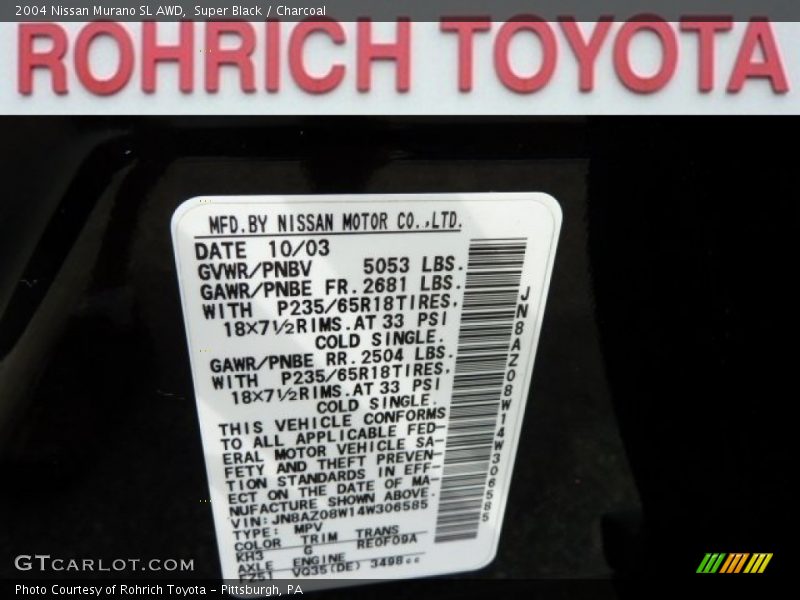 2004 Nissan Murano SL AWD, Super Black / Charcoal
ROHRICH TOYOTA
MFD.BY NISSAN MOTOR CO.,LTD.
DATE 10/03
GVWR/PNBV 5053 LBS.
GAWR/PNBE FR. 2681 LBS.
WITH P235/65R18TIRES,
18×7½RIMS.AT 33 PSI
COLD SINGLE.
GAWR/PNBE RR. 2504 LBS.
WITH P235/65R18TIRES,
18×7½RIMS.AT 33 PSI
COLD SINGLE.
THIS VEHICLE CONFORMS
TO ALL APPLICABLE FED-
ERAL MOTOR VEHICLE SA-
FETY AND THEFT PREVEN-
TION STANDARDS IN EFF-
ECT ON THE DATE OF MA-
NUFACTURE SHOWN ABOVE.
VIN:JN8AZ08W14W306585
TYPE: MPV
COLOR TRIM TRANS
KH3 G RE0F09A
AXLE ENGINE
FZ51 VQ35(DE) 3498cc
JN8AZ08W14W306585
GTCARLOT.COM
Photo Courtesy of Rohrich Toyota - Pittsburgh, PA